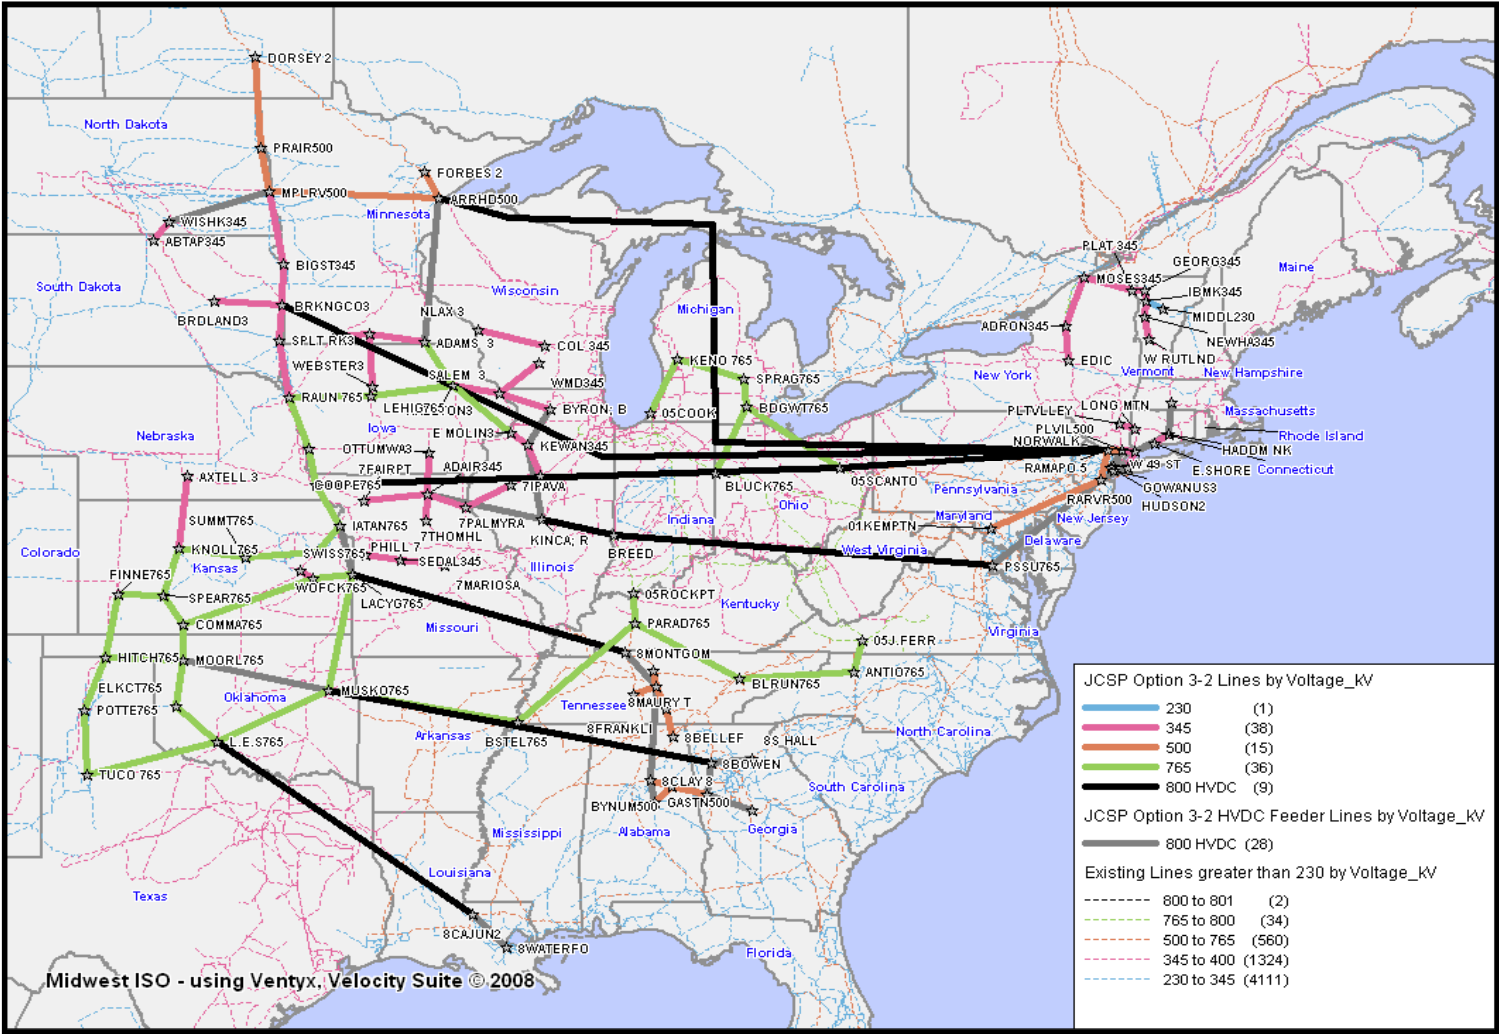 DORSEY 2
North Dakota
PRAIR500
FORBES 2
MPLRV500
ARRHD500
Minnesota
WISHK345
ABTAP345
PLAT 345
GEORG345
BIGST345
Maine
MOSES345
South Dakota
Wisconsin
IBMK345
BRKNGCO3
Michigan
NLAX 3
MIDDL230
BRDLAND3
ADRON345
SPLT RK3
ADAMS 3
COL 345
NEWHA345
WEBSTER3
KENO 765
EDIC
W RUTLND
SALEM 3
New York
Vermont
New Hampshire
WMD345
SPRAG765
RAUN 765
LEHIG765
ON3
BYRON; B
05COOK
BDGWT765
PLTVLLEY
LONG MTN
Massachusetts
Iowa
PLVIL500
Nebraska
E MOLIN3
NORWALK
Rhode Island
OTTUMWA3
KEWAN345
HADDM NK
7FAIRPT
ADAIR345
RAMAPO 5
W 49 ST
E.SHORE
Connecticut
AXTELL 3
COOPE765
7IPAVA
BLUCK765
05SCANTO
Pennsylvania
GOWANUS3
RARVR500
HUDSON2
Ohio
SUMMT765
IATAN765
7PALMYRA
Indiana
01KEMPTN
Maryland
New Jersey
7THOMHL
KINCA; R
Delaware
Colorado
KNOLL765
SWISS765
PHILL 7
BREED
West Virginia
SEDAL345
Kansas
FINNE765
Illinois
PSSU765
WOFCK765
7MARIOSA
SPEAR765
LACYG765
05ROCKPT
Kentucky
COMMA765
Missouri
PARAD765
Virginia
05J.FERR
HITCH765
MOORL765
8MONTGOM
ANTIO765
ELKCT765
Oklahoma
MUSKO765
BLRUN765
POTTE765
Tennessee
8MAURY T
Arkansas
8FRANKLI
8BELLEF
8S HALL
North Carolina
L.E.S765
BSTEL765
8BOWEN
TUCO 765
8CLAY 8
South Carolina
BYNUM500
GASTN500
Mississippi
Alabama
Georgia
Louisiana
Texas
8CAJUN2
8WATERFO
Florida
Midwest ISO - using Ventyx, Velocity Suite © 2008
JCSP Option 3-2 Lines by Voltage_kV
230 (1)
345 (38)
500 (15)
765 (36)
800 HVDC (9)
JCSP Option 3-2 HVDC Feeder Lines by Voltage_kV
800 HVDC (28)
Existing Lines greater than 230 by Voltage_kV
800 to 801 (2)
765 to 800 (34)
500 to 765 (560)
345 to 400 (1324)
230 to 345 (4111)